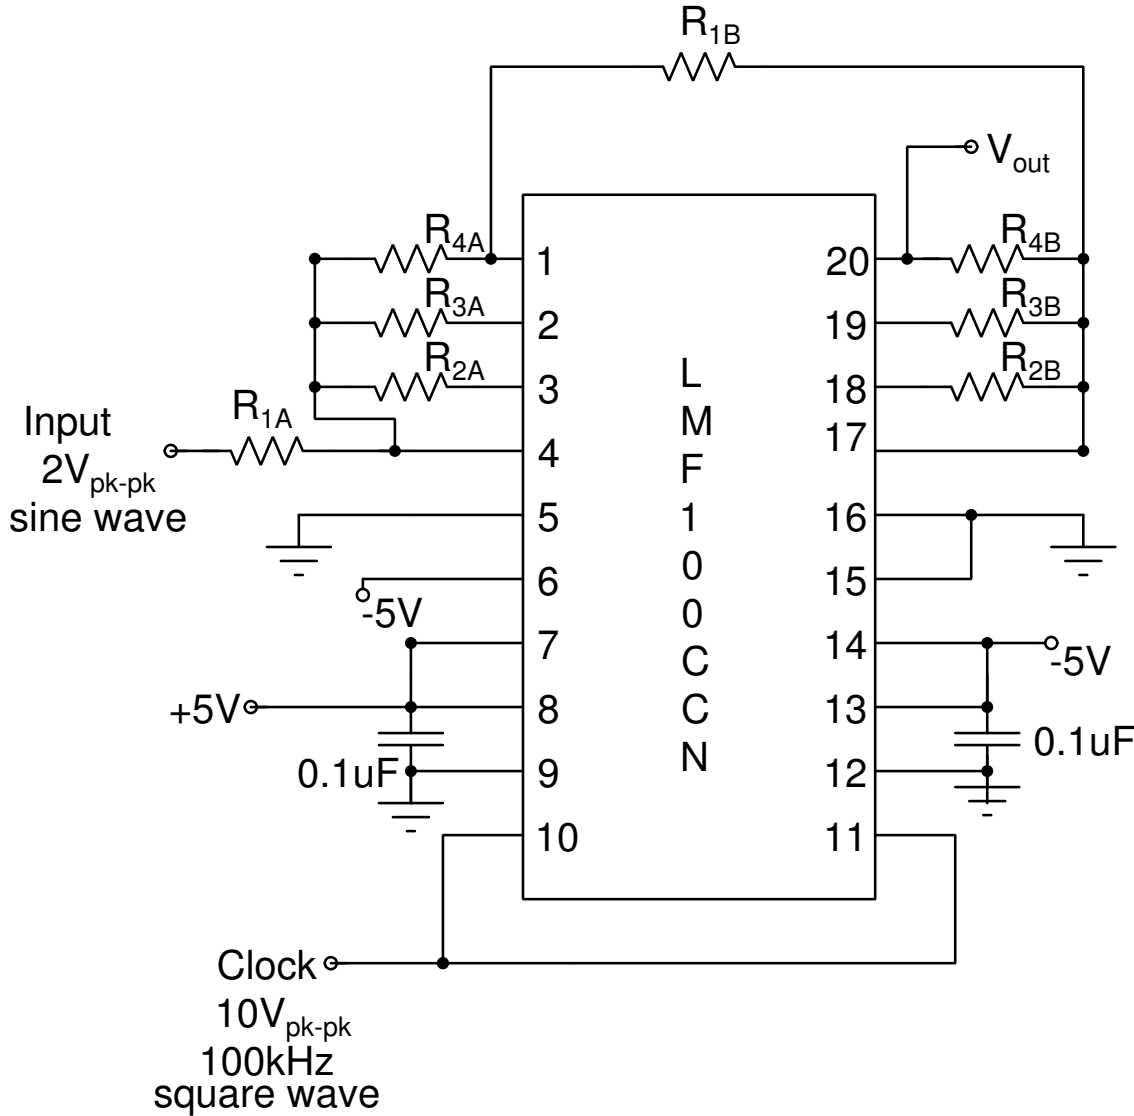 R1B
Vout
R4A
1
20
R4B
R3A
2
19
R3B
R2A
3
18
R2B
R1A
Input
2Vpk-pk
sine wave
4
17
5
16
6
15
-5V
7
14
-5V
+5V
8
13
0.1uF
0.1uF
9
12
10
11
L
M
F
1
0
0
C
C
N
Clock
10Vpk-pk
100kHz
square wave